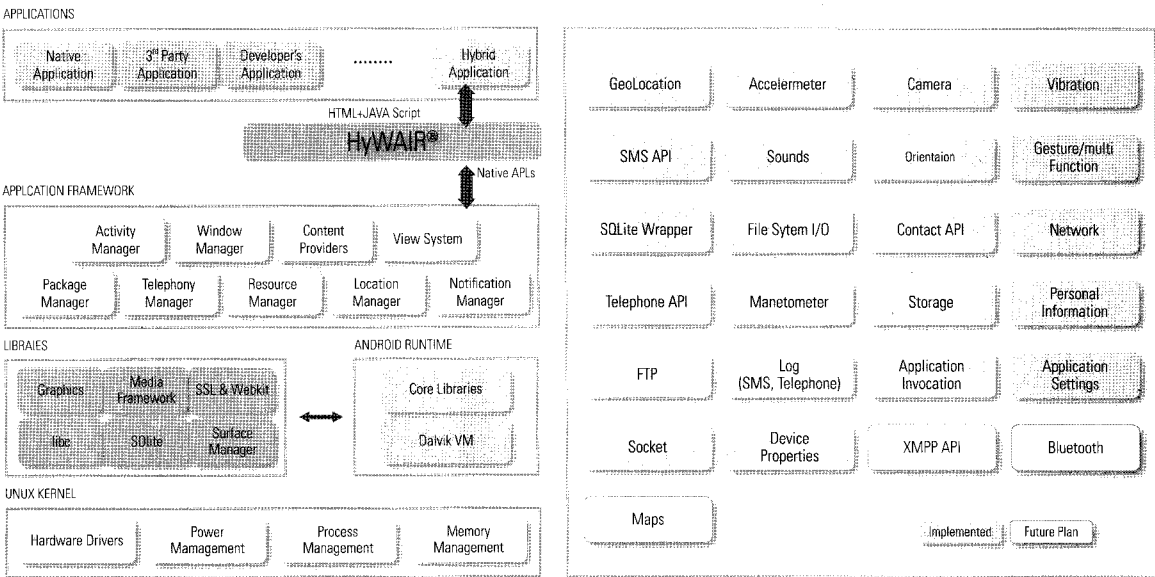 APPLICATIONS
Native
Application
3rd Party
Application
Developer's
Application
........
Hybrid
Application
HTML+JAVA Script
HyWAIR®
Native APLs
APPLCATION FRAMEWORK
Activity
Manager
Window
Manager
Content
Providers
View System
Package
Manager
Telephony
Manager
Resource
Manager
Location
Manager
Notification
Manager
LIBRAIES
Graphics
Media
Framework
SSL & Webkit
libc
SQlite
Surface
Manager
ANDROID RUNTIME
Core Libraries
Dalvik VM
UNUX KERNEL
Hardware Drivers
Power
Mamagement
Process
Management
Memory
Management
GeoLocation
Accelermeter
Camera
Vibration
SMS API
Sounds
Orientaion
Gesture/multi
Function
SQLite Wrapper
File Sytem I/O
Contact API
Network
Telephone API
Manetometer
Storage
Personal
Information
FTP
Log
(SMS, Telephone)
Application
Invocation
Application
Settings
Socket
Device
Properties
XMPP APi
Bluetooth
Maps
Implemented
Future Plan